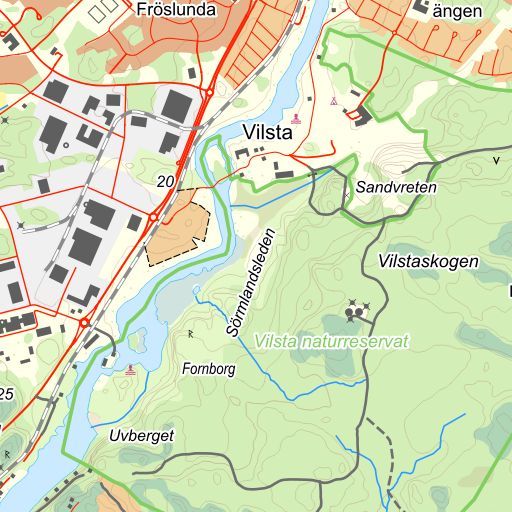 Fröslunda
ängen
Vilsta
20
Sandvreten
Vilstaskogen
Sörmlandsleden
Vilsta naturreservat
R
Fornborg
25
Uvberget
R